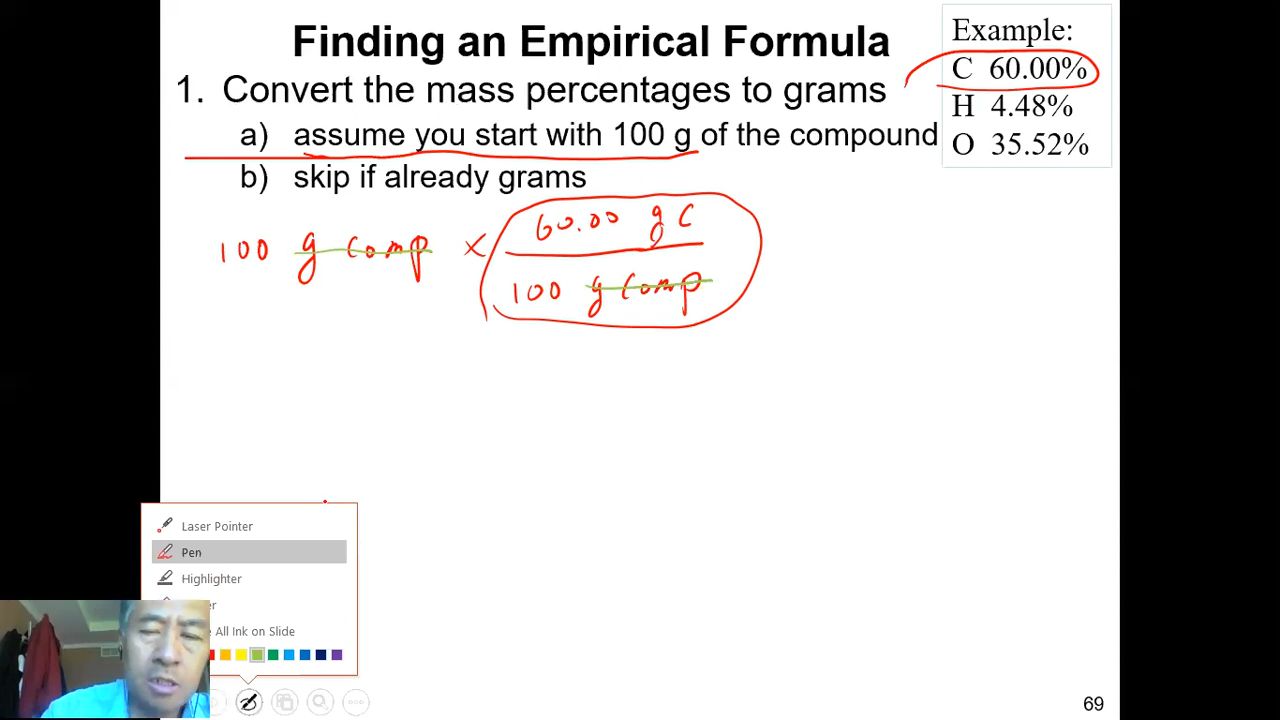 Finding an Empirical Formula
Example:
C 60.00%
H 4.48%
O 35.52%
1. Convert the mass percentages to grams
a) assume you start with 100 g of the compound
b) skip if already grams
100 g comp × 60.00 g C
100 g comp
Laser Pointer
Pen
Highlighter
er
All Ink on Slide
69